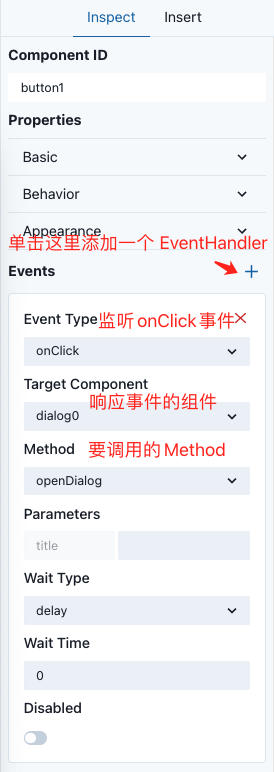 Inspect Insert
Component ID
button1
Properties
Basic
Behavior
Appearance
单击这里添加一个 EventHandler
Events
Event Type 监听 onClick 事件
onClick
Target Component
响应事件的组件
dialog0
Method 要调用的 Method
openDialog
Parameters
title
Wait Type
delay
Wait Time
0
Disabled